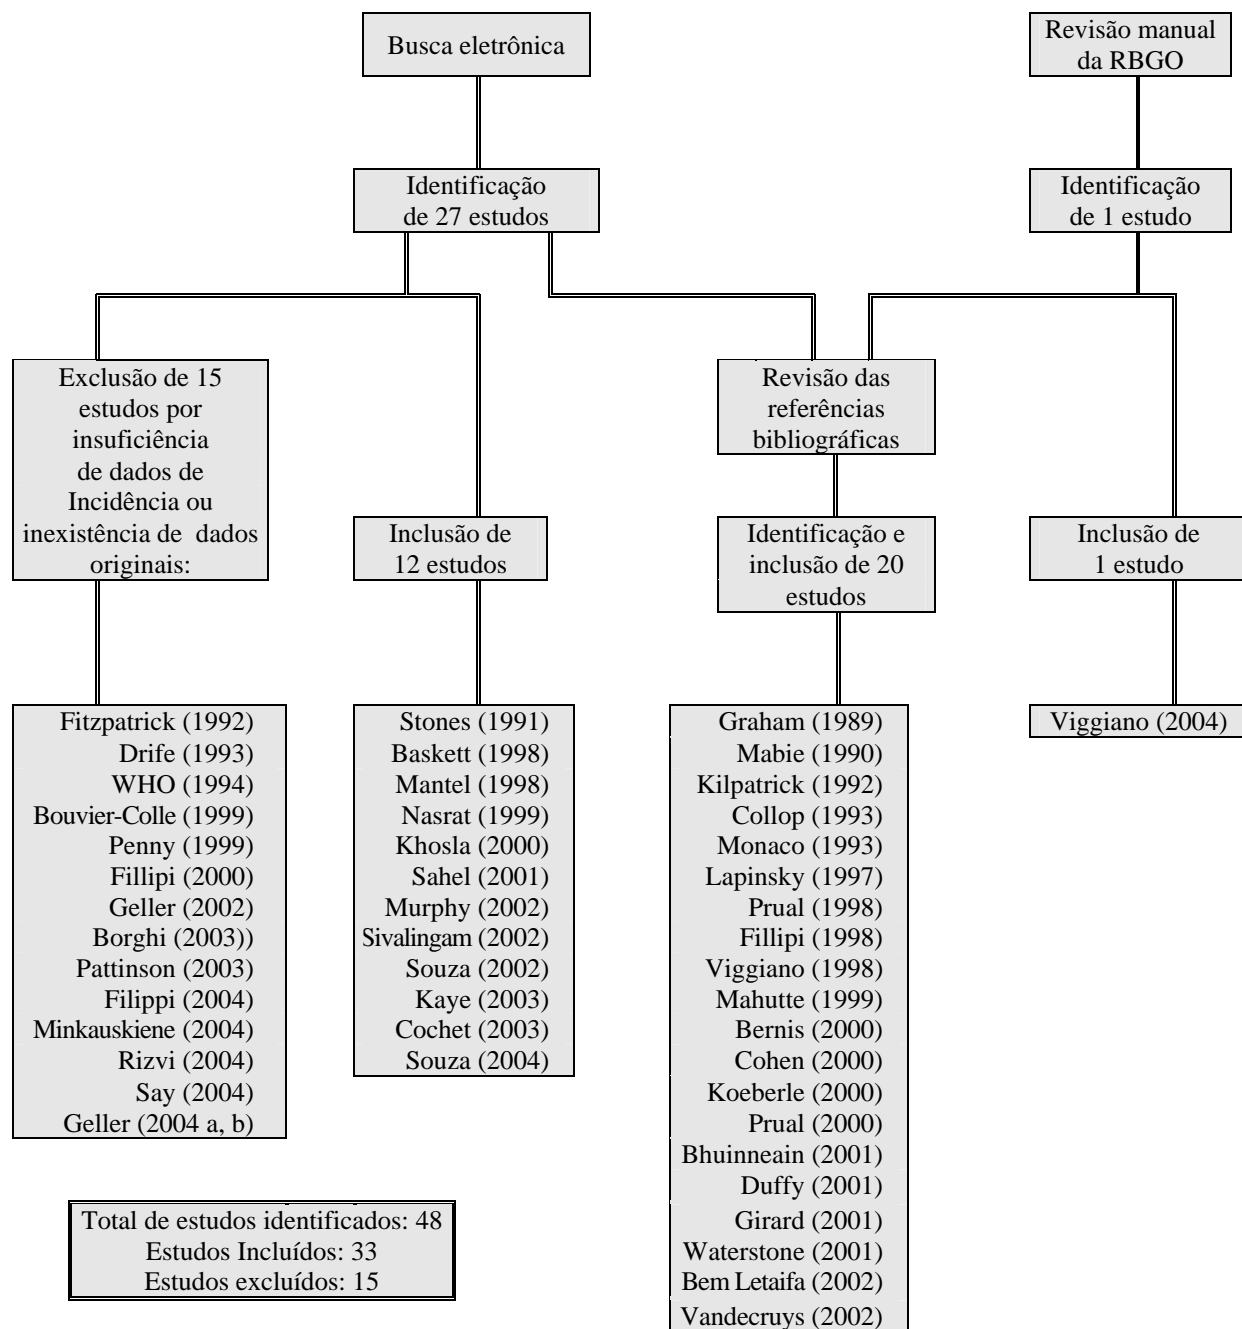 Busca eletrônica
Revisão manual
da RBGO
Identificação
de 27 estudos
Identificação
de 1 estudo
Exclusão de 15
estudos por
insuficiência
de dados de
Incidência ou
inexistência de dados
originais:
Inclusão de
12 estudos
Revisão das
referências
bibliográficas
Identificação e
inclusão de 20
estudos
Inclusão de
1 estudo
Fitzpatrick (1992)
Drife (1993)
WHO (1994)
Bouvier-Colle (1999)
Penny (1999)
Fillipi (2000)
Geller (2002)
Borghi (2003))
Pattinson (2003)
Filippi (2004)
Minkauskiene (2004)
Rizvi (2004)
Say (2004)
Geller (2004 a, b)
Stones (1991)
Baskett (1998)
Mantel (1998)
Nasrat (1999)
Khosla (2000)
Sahel (2001)
Murphy (2002)
Sivalingam (2002)
Souza (2002)
Kaye (2003)
Cochet (2003)
Souza (2004)
Graham (1989)
Mabie (1990)
Kilpatrick (1992)
Collop (1993)
Monaco (1993)
Lapinsky (1997)
Prual (1998)
Fillipi (1998)
Viggiano (1998)
Mahutte (1999)
Bernis (2000)
Cohen (2000)
Koeberle (2000)
Prual (2000)
Bhuinneain (2001)
Duffy (2001)
Girard (2001)
Waterstone (2001)
Bem Letaifa (2002)
Vandecruys (2002)
Viggiano (2004)
Total de estudos identificados: 48
Estudos Incluídos: 33
Estudos excluídos: 15